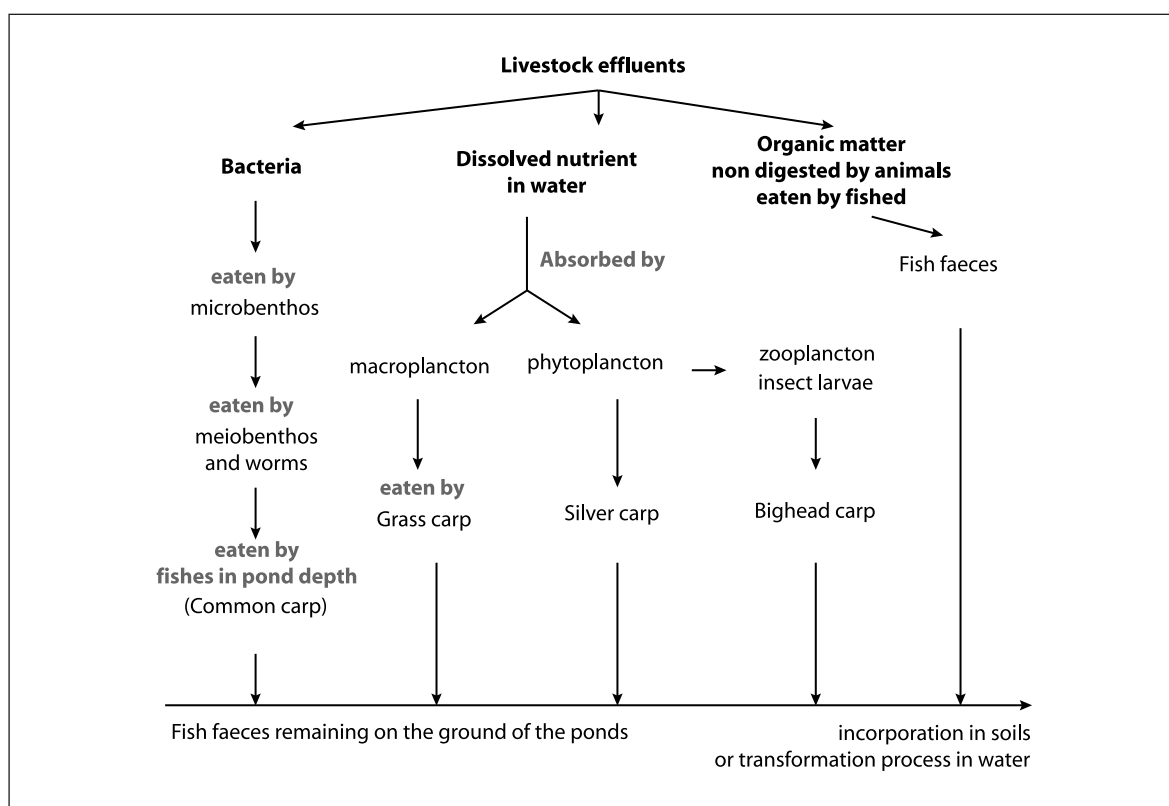 Livestock effluents
Bacteria
Dissolved nutrient
in water
Organic matter
non digested by animals
eaten by fished
Absorbed by
Fish faeces
eaten by
microbenthos
macroplancton
phytoplancton
zooplancton
insect larvae
eaten by
meiobenthos
and worms
eaten by
Grass carp
Silver carp
Bighead carp
eaten by
fishes in pond depth
(Common carp)
Fish faeces remaining on the ground of the ponds
incorporation in soils
or transformation process in water